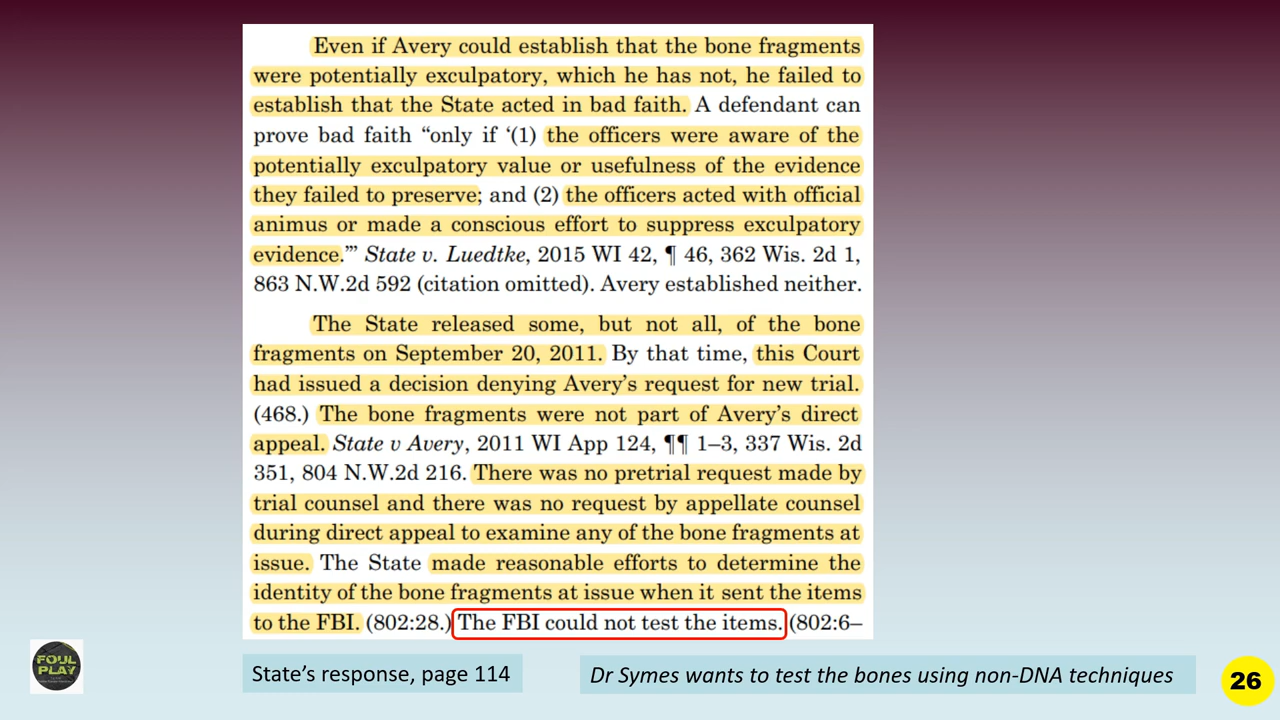 Even if Avery could establish that the bone fragments
were potentially exculpatory, which he has not, he failed to
establish that the State acted in bad faith. A defendant can
prove bad faith “only if ‘(1) the officers were aware of the
potentially exculpatory value or usefulness of the evidence
they failed to preserve; and (2) the officers acted with official
animus or made a conscious effort to suppress exculpatory
evidence.’” State v. Luedtke, 2015 WI 42, ¶ 46, 362 Wis. 2d 1,
863 N.W.2d 592 (citation omitted). Avery established neither.
The State released some, but not all, of the bone
fragments on September 20, 2011. By that time, this Court
had issued a decision denying Avery’s request for new trial.
(468.) The bone fragments were not part of Avery’s direct
appeal. State v Avery, 2011 WI App 124, ¶¶ 1–3, 337 Wis. 2d
351, 804 N.W.2d 216. There was no pretrial request made by
trial counsel and there was no request by appellate counsel
during direct appeal to examine any of the bone fragments at
issue. The State made reasonable efforts to determine the
identity of the bone fragments at issue when it sent the items
to the FBI. (802:28.) The FBI could not test the items. (802:6–
FOUL
PLAY
State’s response, page 114
Dr Symes wants to test the bones using non-DNA techniques
26